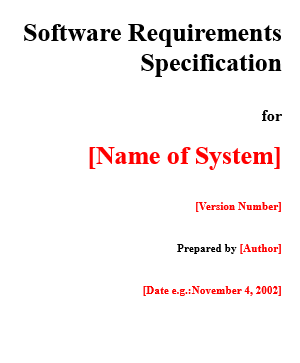 Software Requirements
Specification
for
[Name of System]
[Version Number]
Prepared by [Author]
[Date e.g.:November 4, 2002]